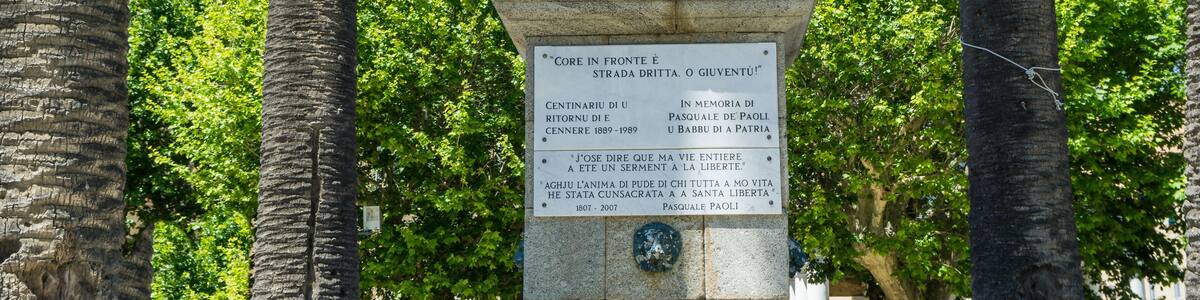 "CORE IN FRONTE È
STRADA DRITTA. O GIUVENTÙ!"
CENTINARIU DI U
RITORNU DI E
CENNERE 1889-1989
IN MEMORIA DI
PASQUALE DE' PAOLI
U BABBU DI A PATRIA
"J'OSE DIRE QUE MA VIE ENTIERE
A ETE UN SERMENT A LA LIBERTE."
"AGHJU L'ANIMA DI PUDE DI CHI TUTTA A MO VITA
HE STATA CUNSACRATA A A SANTA LIBERTA"
1807 - 2007 PASQUALE PAOLI